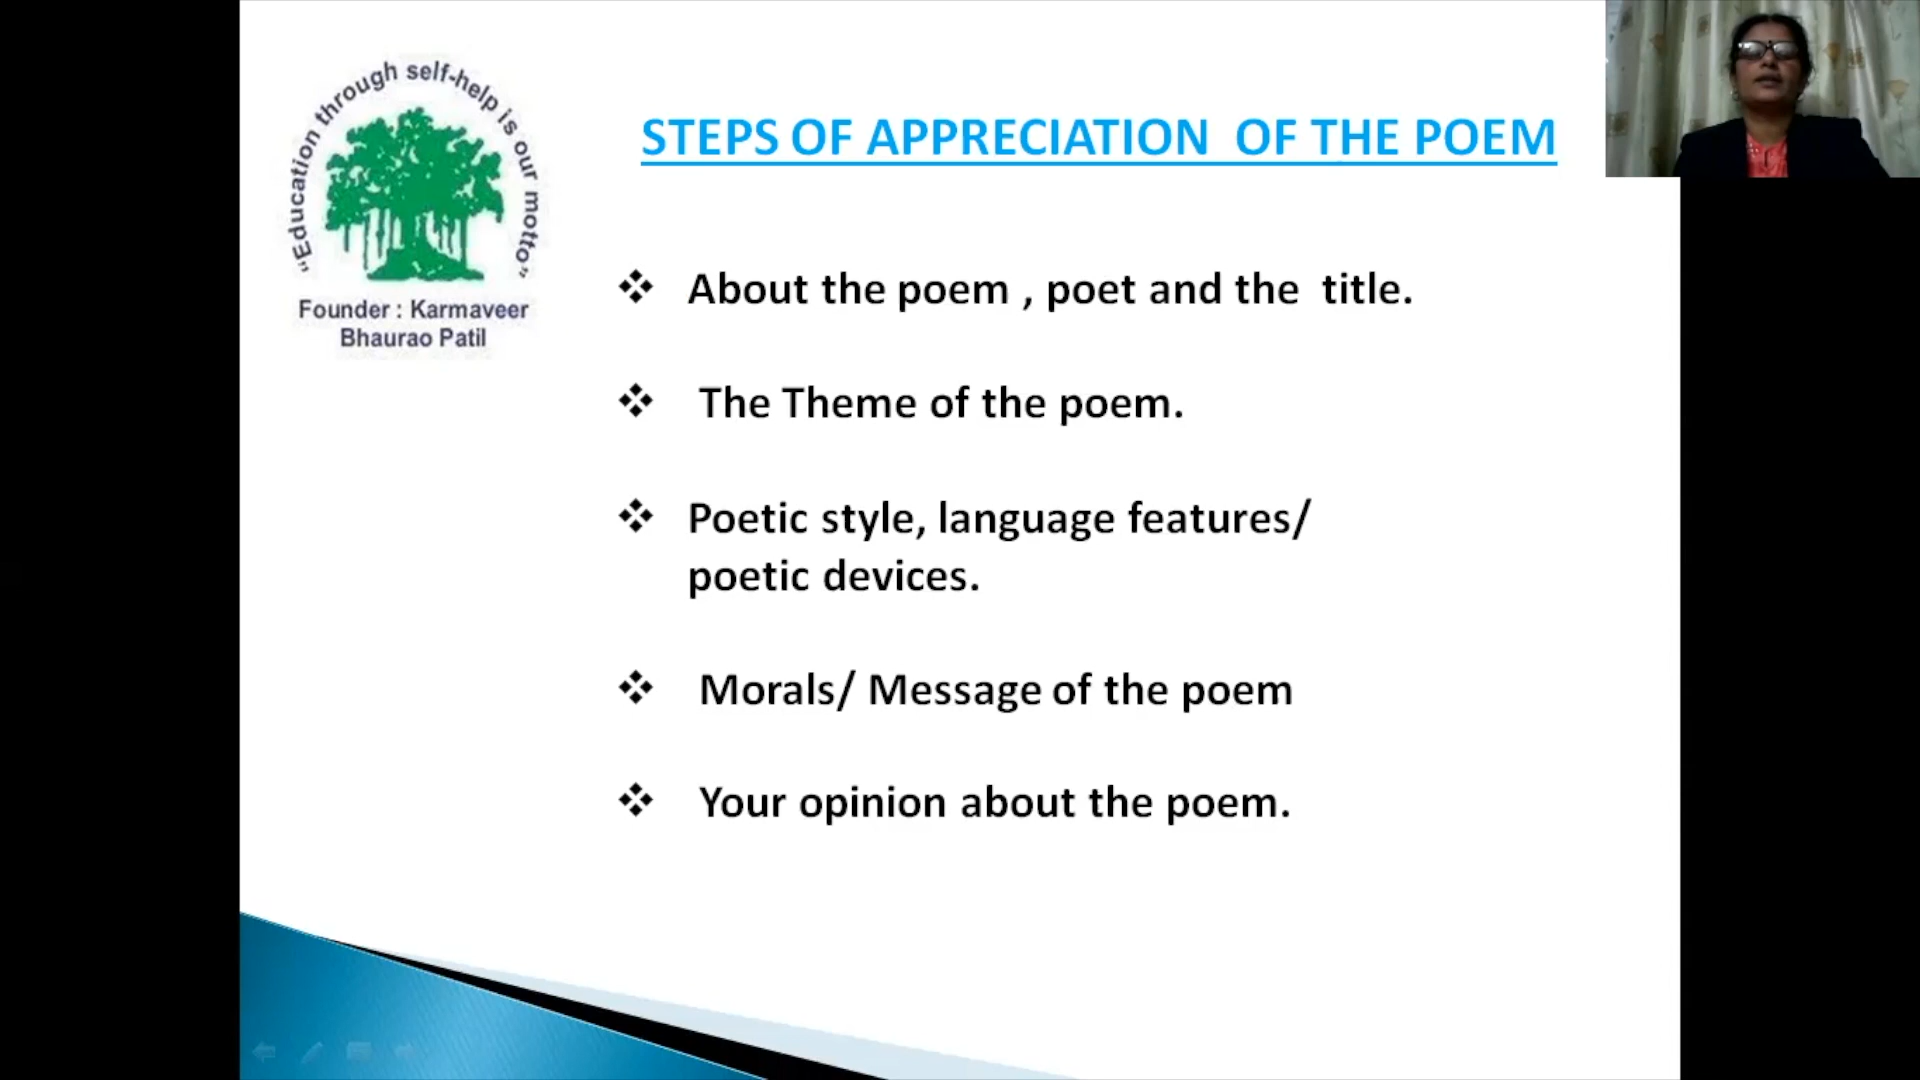 "Education through self-help is our motto"
Founder : Karmaveer
Bhaurao Patil
STEPS OF APPRECIATION OF THE POEM
About the poem , poet and the title.
The Theme of the poem.
Poetic style, language features/
poetic devices.
Morals/ Message of the poem
Your opinion about the poem.